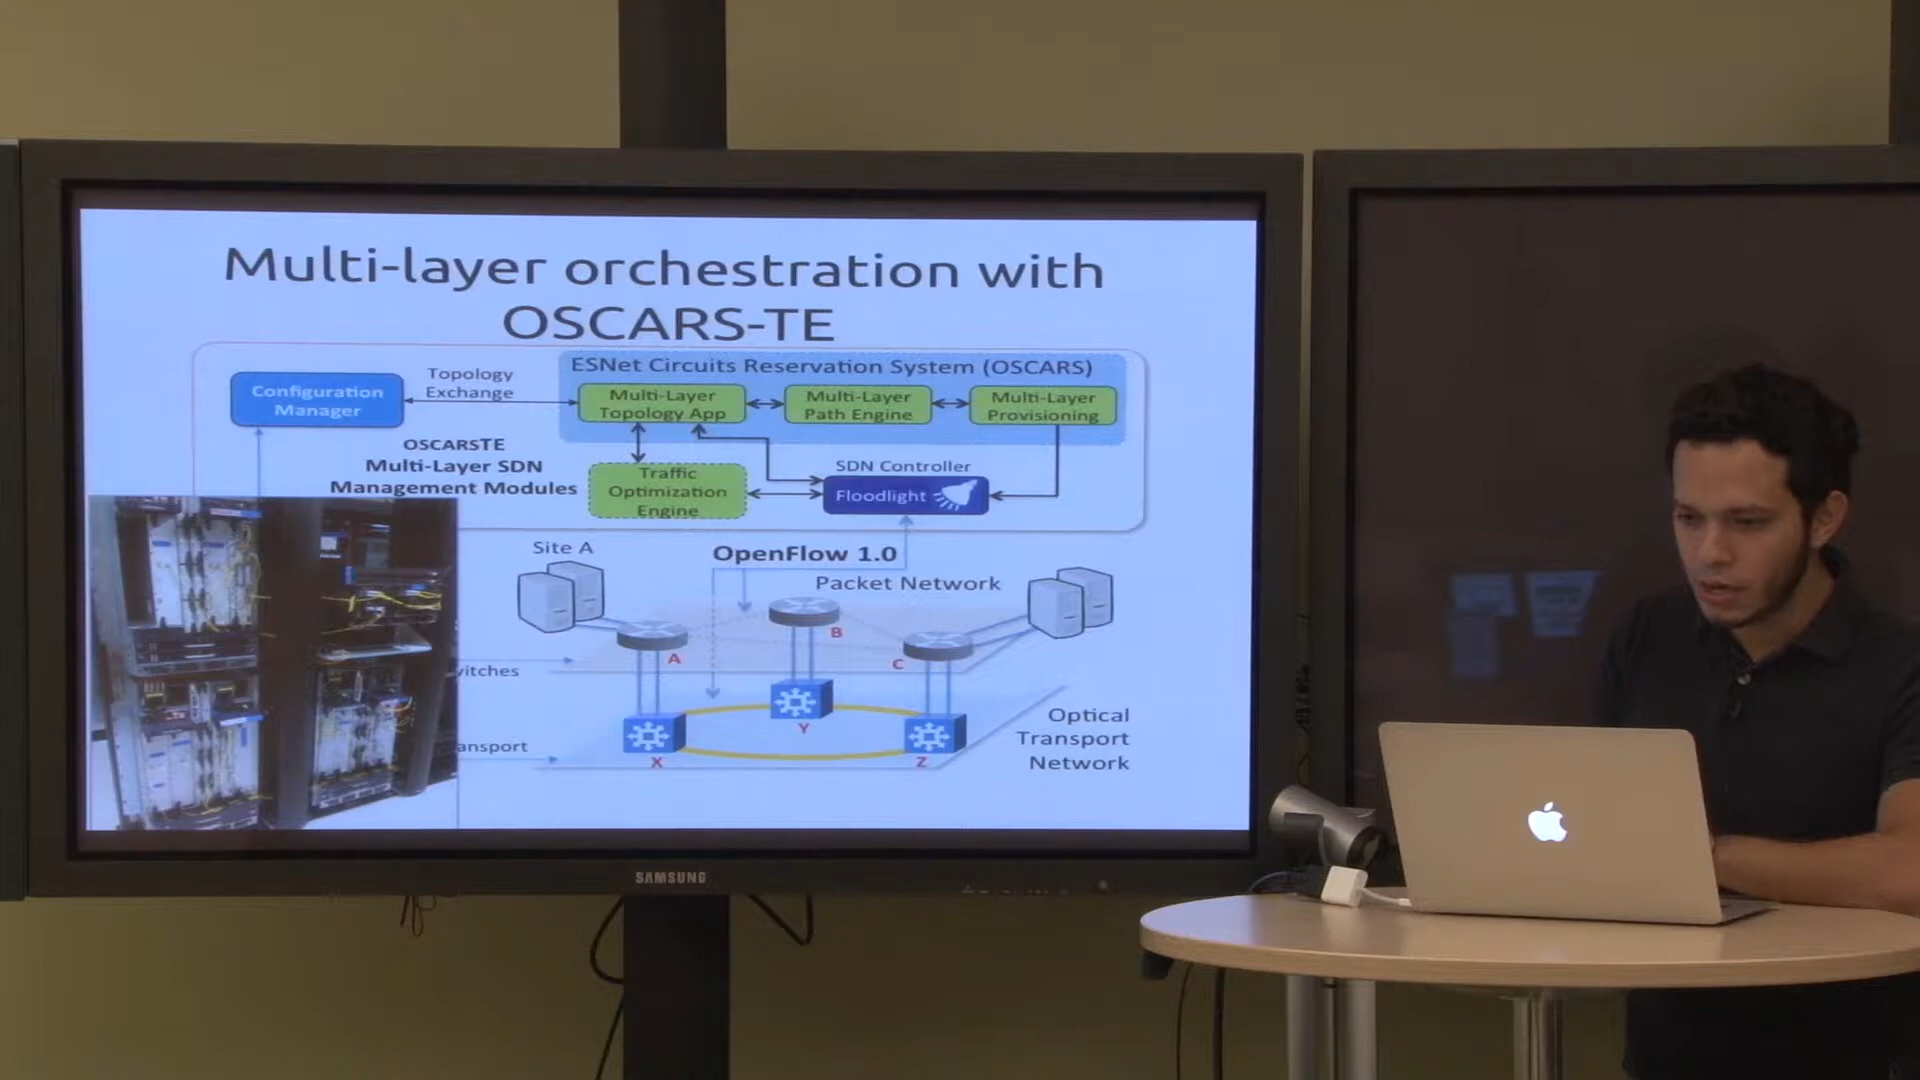 Multi-layer orchestration with
OSCARS-TE
ESNet Circuits Reservation System (OSCARS)
Configuration
Manager
Topology
Exchange
Multi-Layer
Topology App
Multi-Layer
Path Engine
Multi-Layer
Provisioning
OSCARSTE
Multi-Layer SDN
Management Modules
Traffic
Optimization
Engine
SDN Controller
Floodlight
Site A
OpenFlow 1.0
Packet Network
A
B
C
vitches
X
Y
Z
ansport
Optical
Transport
Network
SAMSUNG